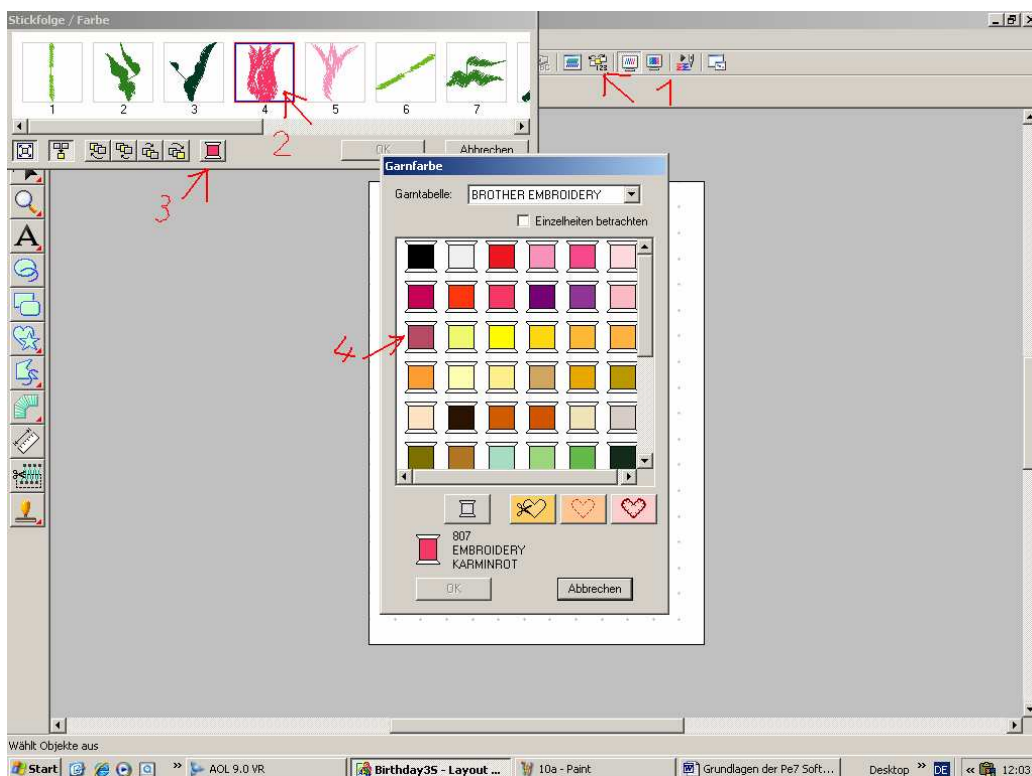 Stickfolge / Farbe
1 2 3 4 5 6 7
1
2
3
OK Abbrechen
Garnfarbe
Garntabelle: BROTHER EMBROIDERY
Einzelheiten betrachten
4
807
EMBROIDERY
KARMINROT
OK Abbrechen
A
Wählt Objekte aus
Start AOL 9.0 VR Birthday35 - Layout ... 10a - Paint Grundlagen der Pe7 Soft... Desktop DE 12:03